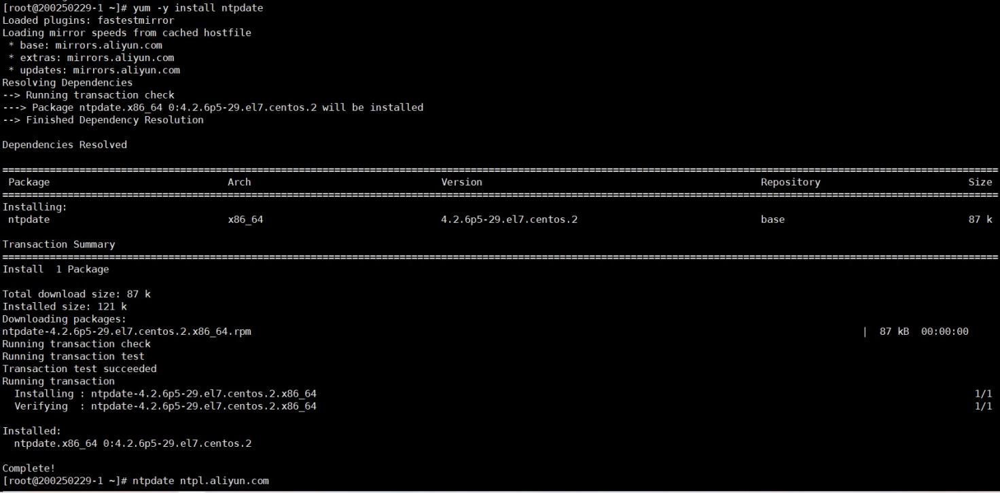 [root@200250229-1 ~]# yum -y install ntpdate
Loaded plugins: fastestmirror
Loading mirror speeds from cached hostfile
 * base: mirrors.aliyun.com
 * extras: mirrors.aliyun.com
 * updates: mirrors.aliyun.com
Resolving Dependencies
--> Running transaction check
---> Package ntpdate.x86_64 0:4.2.6p5-29.el7.centos.2 will be installed
--> Finished Dependency Resolution

Dependencies Resolved

================================================================================
 Package Arch Version Repository Size
================================================================================
Installing:
 ntpdate x86_64 4.2.6p5-29.el7.centos.2 base 87 k

Transaction Summary
================================================================================
Install  1 Package

Total download size: 87 k
Installed size: 121 k
Downloading packages:
ntpdate-4.2.6p5-29.el7.centos.2.x86_64.rpm | 87 kB 00:00:00
Running transaction check
Running transaction test
Transaction test succeeded
Running transaction
  Installing : ntpdate-4.2.6p5-29.el7.centos.2.x86_64 1/1
  Verifying  : ntpdate-4.2.6p5-29.el7.centos.2.x86_64 1/1

Installed:
  ntpdate.x86_64 0:4.2.6p5-29.el7.centos.2

Complete!
[root@200250229-1 ~]# ntpdate ntpl.aliyun.com